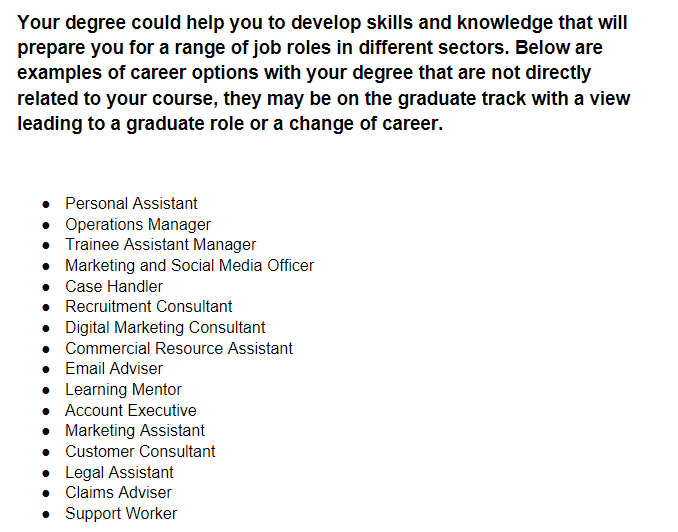 Your degree could help you to develop skills and knowledge that will
prepare you for a range of job roles in different sectors. Below are
examples of career options with your degree that are not directly
related to your course, they may be on the graduate track with a view
leading to a graduate role or a change of career.
● Personal Assistant
● Operations Manager
● Trainee Assistant Manager
● Marketing and Social Media Officer
● Case Handler
● Recruitment Consultant
● Digital Marketing Consultant
● Commercial Resource Assistant
● Email Adviser
● Learning Mentor
● Account Executive
● Marketing Assistant
● Customer Consultant
● Legal Assistant
● Claims Adviser
● Support Worker